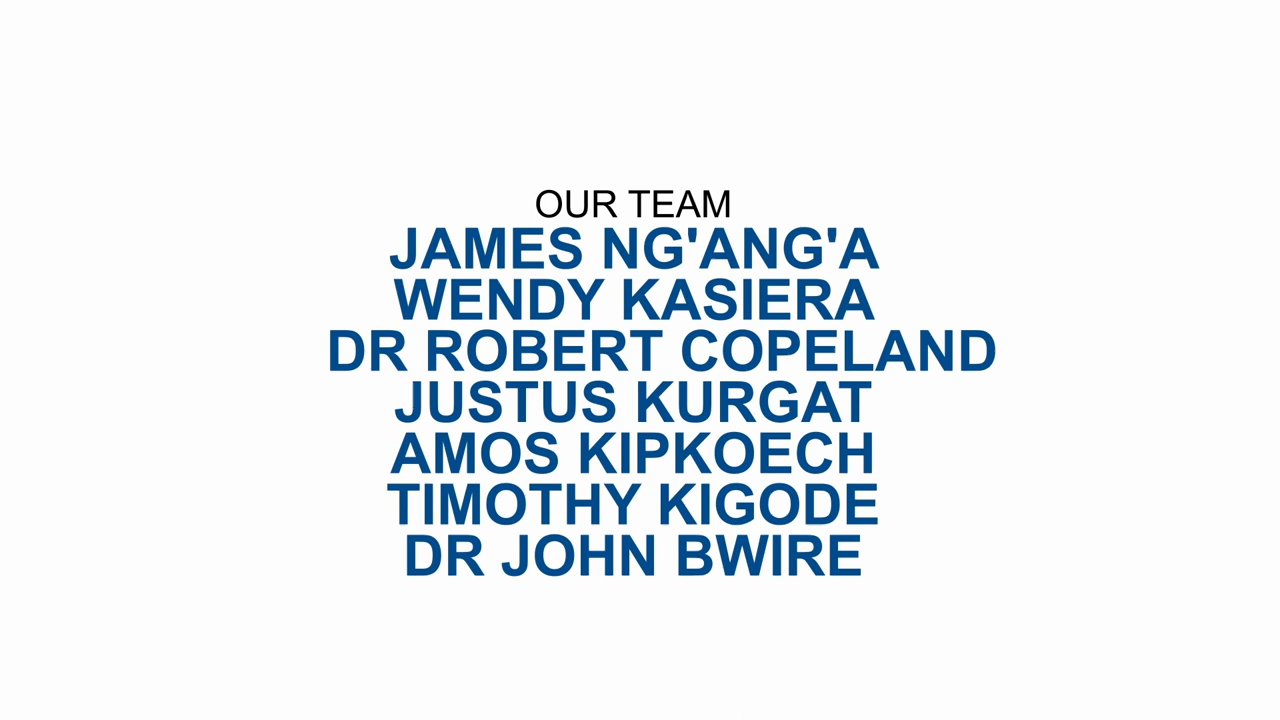 OUR TEAM
JAMES NG'ANG'A
WENDY KASIERA
DR ROBERT COPELAND
JUSTUS KURGAT
AMOS KIPKOECH
TIMOTHY KIGODE
DR JOHN BWIRE